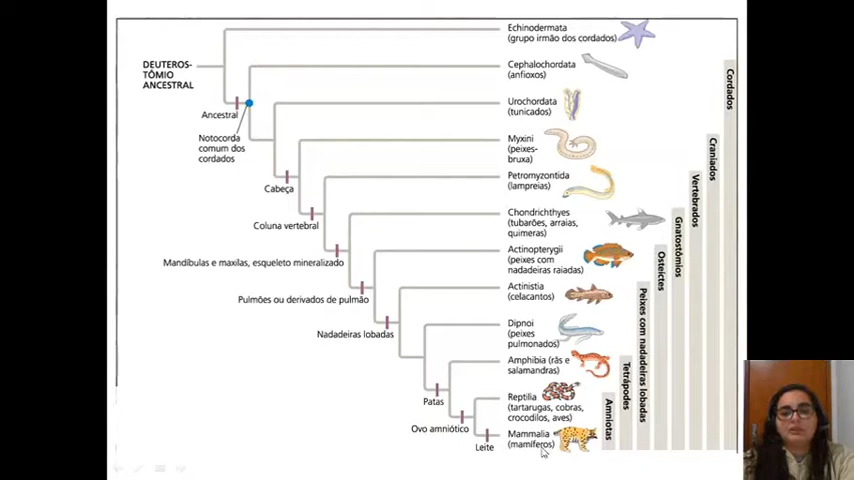 Echinodermata
(grupo irmão dos cordados)
DEUTEROS-
TÔMIO
ANCESTRAL
Cephalochordata
(anfioxos)
Urochordata
(tunicados)
Ancestral
Notocorda
comum dos
cordados
Myxini
(peixes-
bruxa)
Cabeça
Petromyzontida
(lampreias)
Coluna vertebral
Chondrichthyes
(tubarões, arraias,
quimeras)
Mandíbulas e maxilas, esqueleto mineralizado
Actinopterygii
(peixes com
nadadeiras raiadas)
Pulmões ou derivados de pulmão
Actinistia
(celacantos)
Nadadeiras lobadas
Dipnoi
(peixes
pulmonados)
Amphibia (rãs e
salamandras)
Patas
Reptilia
(tartarugas, cobras,
crocodilos, aves)
Ovo amniótico
Mammalia
(mamíferos)
Leite
Amniotas
Tetrápodes
Peixes com nadadeiras lobadas
Osteíctes
Gnatostômios
Vertebrados
Craniados
Cordados